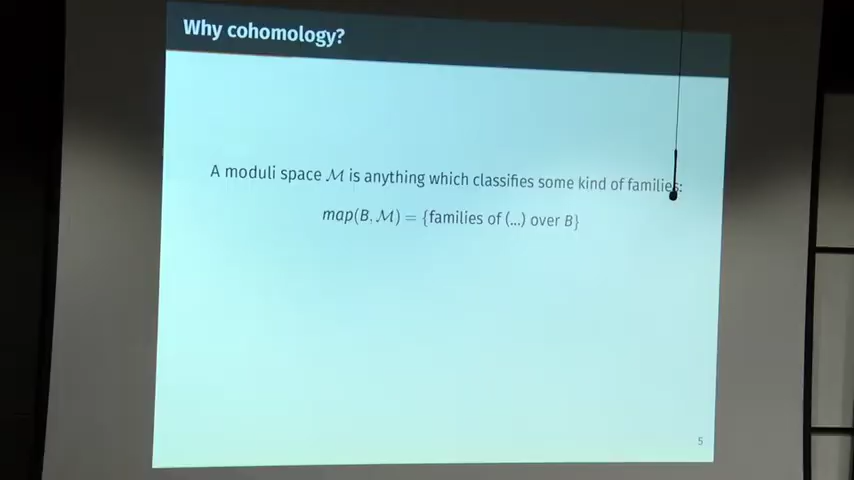 Why cohomology?
A moduli space ℳ is anything which classifies some kind of families:
map(B, ℳ) = {families of (...) over B}
5